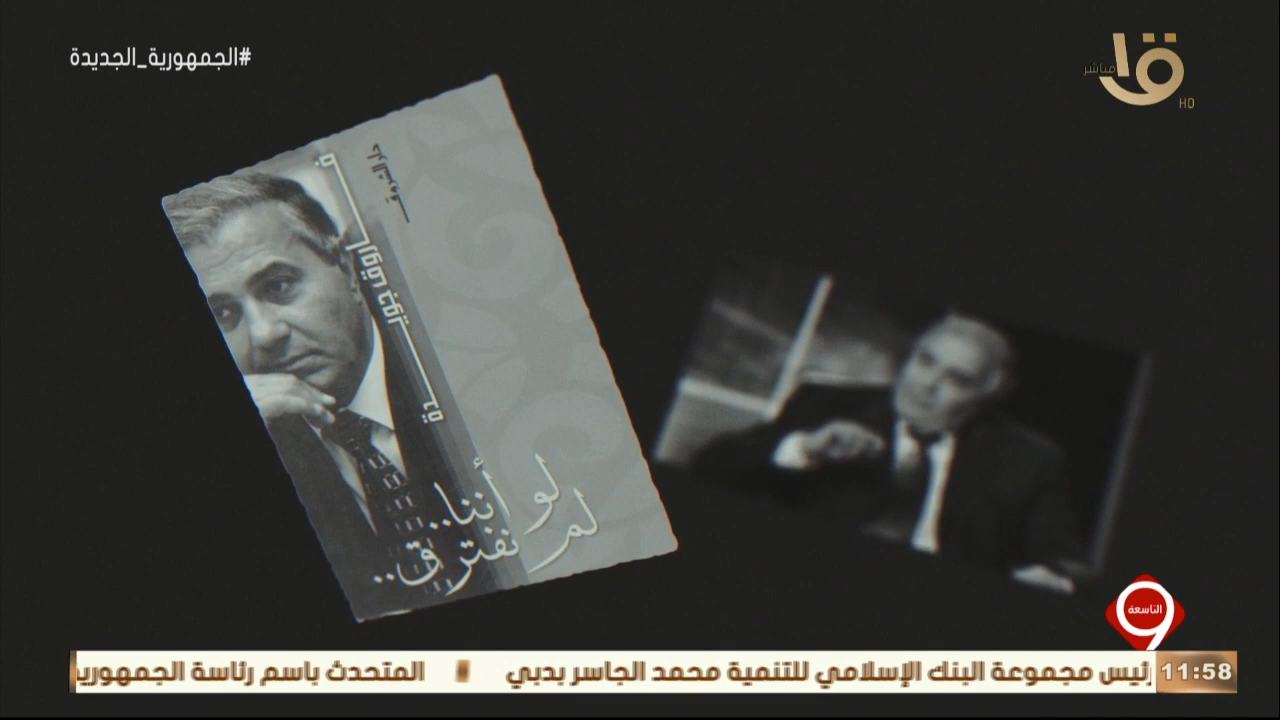 #الجمهورية_الجديدة
مباشر
HD
دار الشروق
فاروق جويدة
لو أننا..
لم نفترق..
التاسعة
9
رئيس مجموعة البنك الإسلامي للتنمية محمد الجاسر بدبي
المتحدث باسم رئاسة الجمهورية
11:58